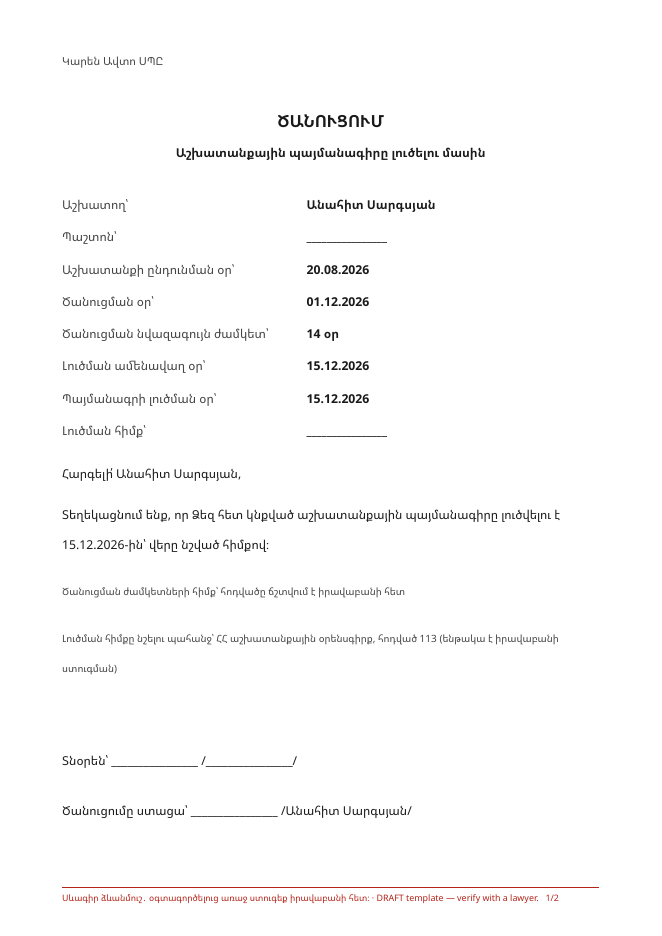 Կարեն Ավտո ՍՊԸ
ԾԱՆՈՒՑՈՒՄ
Աշխատանքային պայմանագիրը լուծելու մասին
Աշխատող՝ Անահիտ Սարգսյան
Պաշտոն՝ _______________
Աշխատանքի ընդունման օր՝ 20.08.2026
Ծանուցման օր՝ 01.12.2026
Ծանուցման նվազագույն ժամկետ՝ 14 օր
Լուծման ամենավաղ օր՝ 15.12.2026
Պայմանագրի լուծման օր՝ 15.12.2026
Լուծման հիմք՝ _______________
Հարգելի՛ Անահիտ Սարգսյան,
Տեղեկացնում ենք, որ Ձեզ հետ կնքված աշխատանքային պայմանագիրը լուծվելու է
15.12.2026-ին՝ վերը նշված հիմքով։
Ծանուցման ժամկետների հիմք՝ հոդվածը ճշտվում է իրավաբանի հետ
Լուծման հիմքը նշելու պահանջ՝ ՀՀ աշխատանքային օրենսգիրք, հոդված 113 (ենթակա է իրավաբանի
ստուգման)
Տնօրեն՝ _______________ /_______________/
Ծանուցումը ստացա՝ _______________ /Անահիտ Սարգսյան/
Սևագիր ձևանմուշ․ օգտագործելուց առաջ ստուգեք իրավաբանի հետ։ · DRAFT template — verify with a lawyer. 1/2